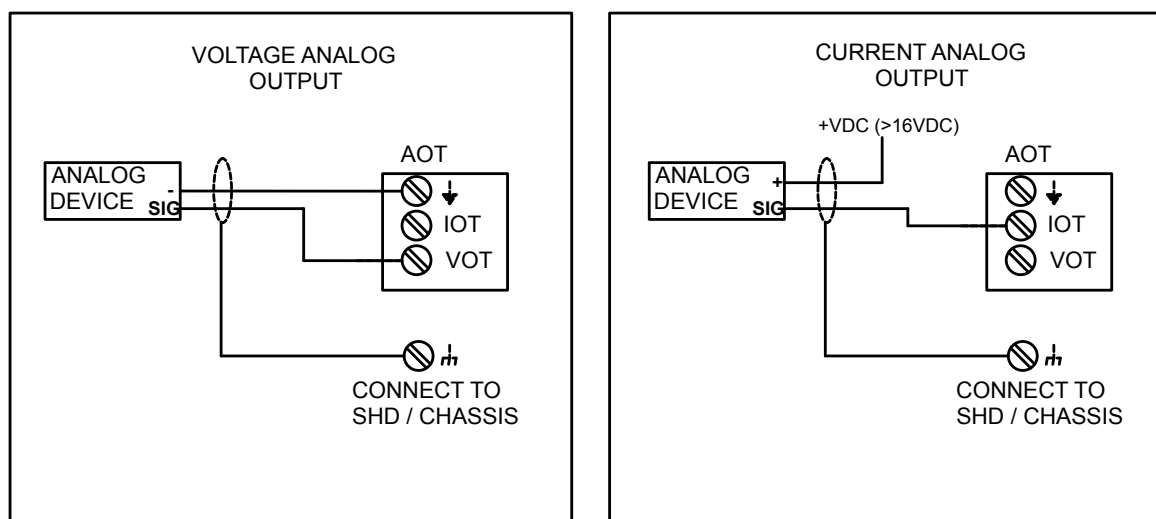 VOLTAGE ANALOG
OUTPUT
AOT
ANALOG
DEVICE
-
SIG
IOT
VOT
CONNECT TO
SHD / CHASSIS
CURRENT ANALOG
OUTPUT
+VDC (>16VDC)
AOT
ANALOG
DEVICE
+
SIG
IOT
VOT
CONNECT TO
SHD / CHASSIS